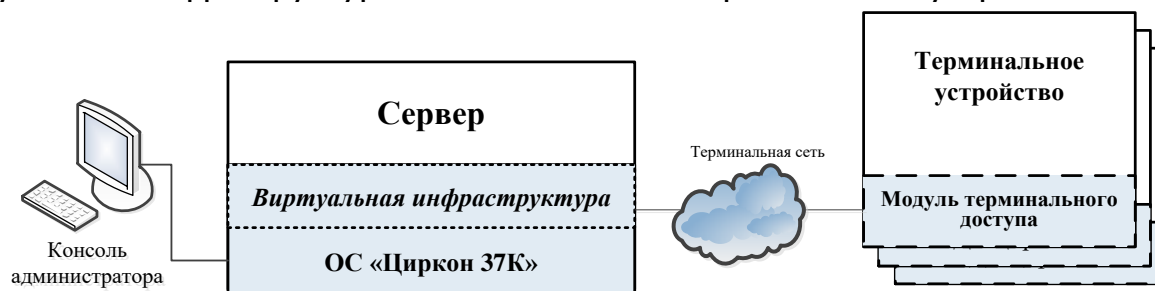 Терминальное
устройство
Сервер
Терминальная сеть
Виртуальная инфраструктура
Модуль терминального
доступа
Консоль
администратора
ОС «Циркон 37К»